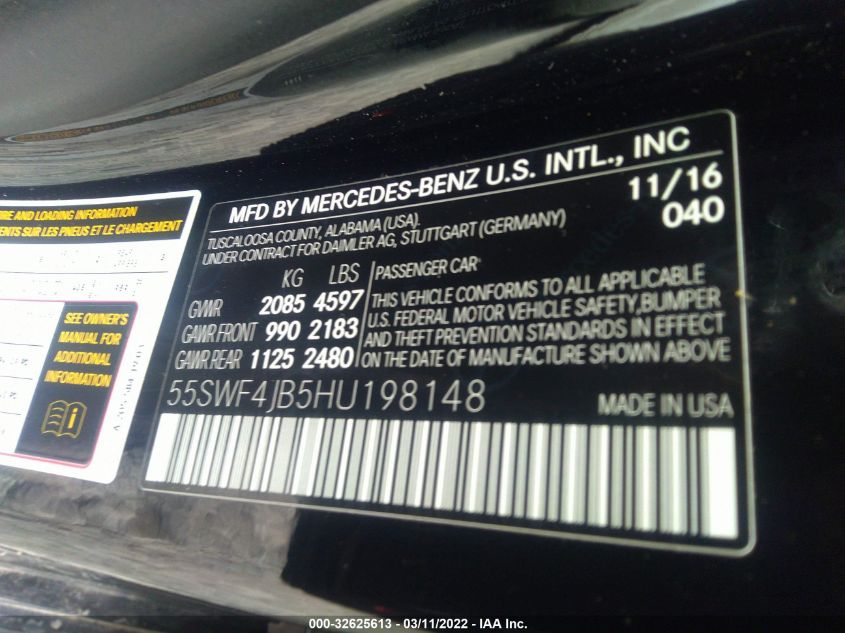 MFD BY MERCEDES-BENZ U.S. INTL., INC
TUSCALOOSA COUNTY, ALABAMA (USA).
UNDER CONTRACT FOR DAIMLER AG, STUTTGART (GERMANY)
11/16
040
KG LBS
GVWR 2085 4597
GAWR FRONT 990 2183
GAWR REAR 1125 2480
PASSENGER CAR
THIS VEHICLE CONFORMS TO ALL APPLICABLE
U.S. FEDERAL MOTOR VEHICLE SAFETY, BUMPER
AND THEFT PREVENTION STANDARDS IN EFFECT
ON THE DATE OF MANUFACTURE SHOWN ABOVE
55SWF4JB5HU198148
MADE IN USA
AND LOADING INFORMATION
SUR LES PNEUS ET LE CHARGEMENT
SEE OWNER'S
MANUAL FOR
ADDITIONAL
INFORMATION
000-32625613 - 03/11/2022 - IAA Inc.